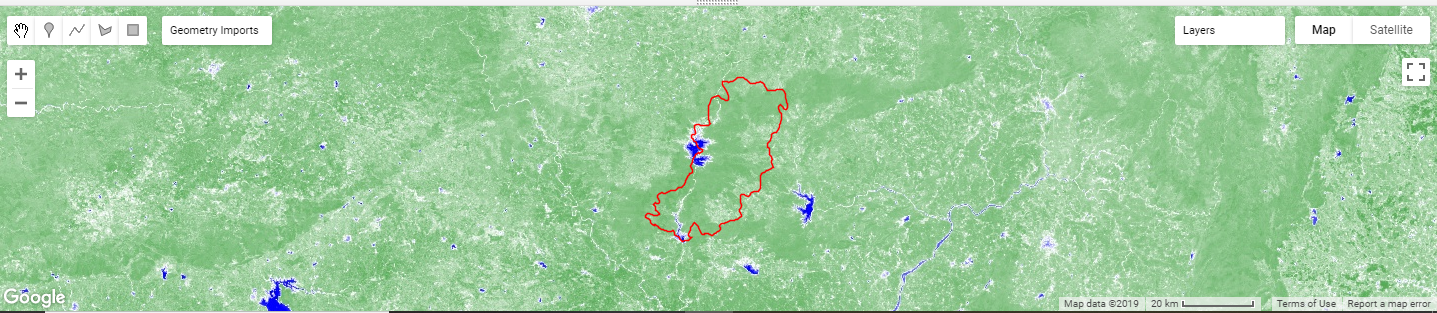 Geometry Imports
Layers
Map Satellite
Google
Map data ©2019 20 km Terms of Use Report a map error